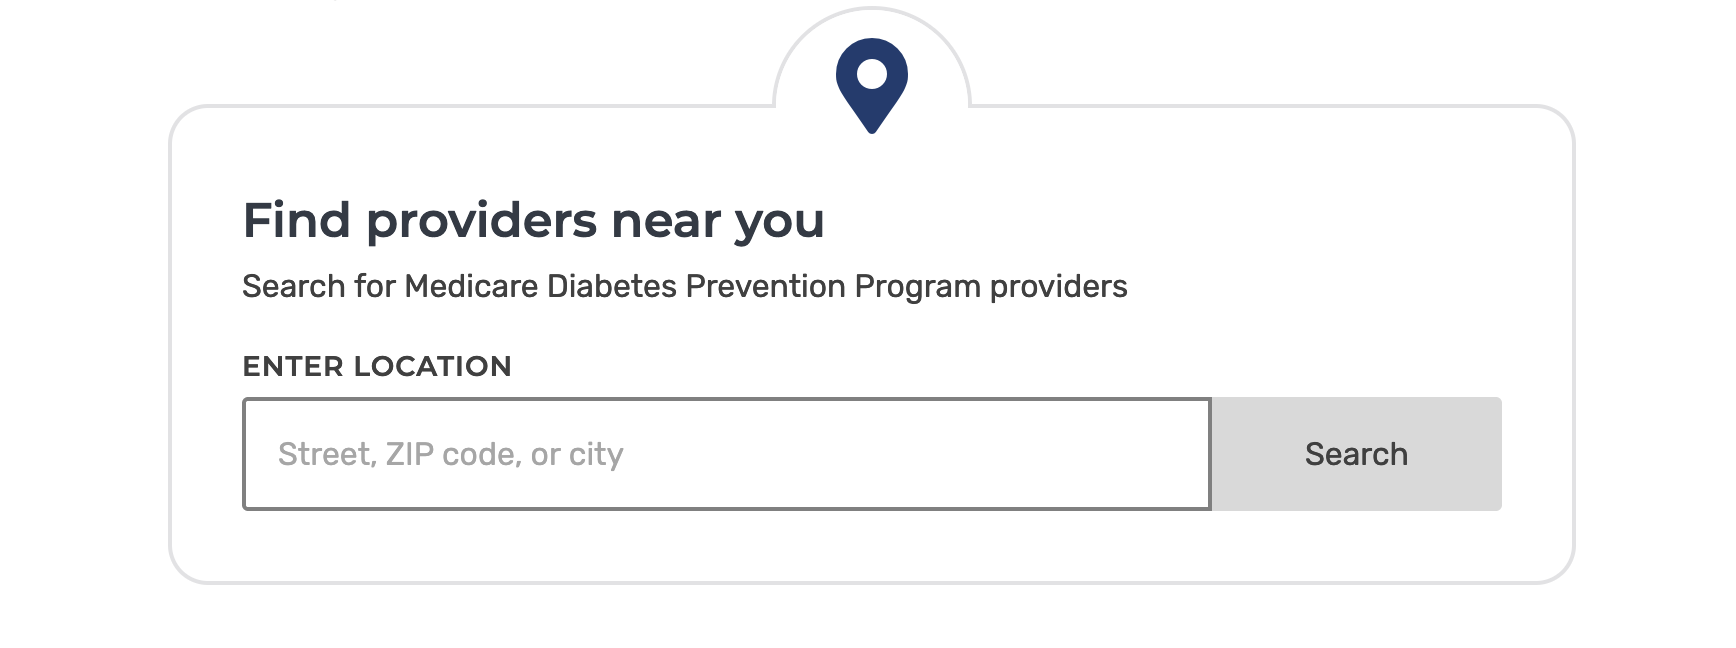 Find providers near you
Search for Medicare Diabetes Prevention Program providers
ENTER LOCATION
Street, ZIP code, or city
Search